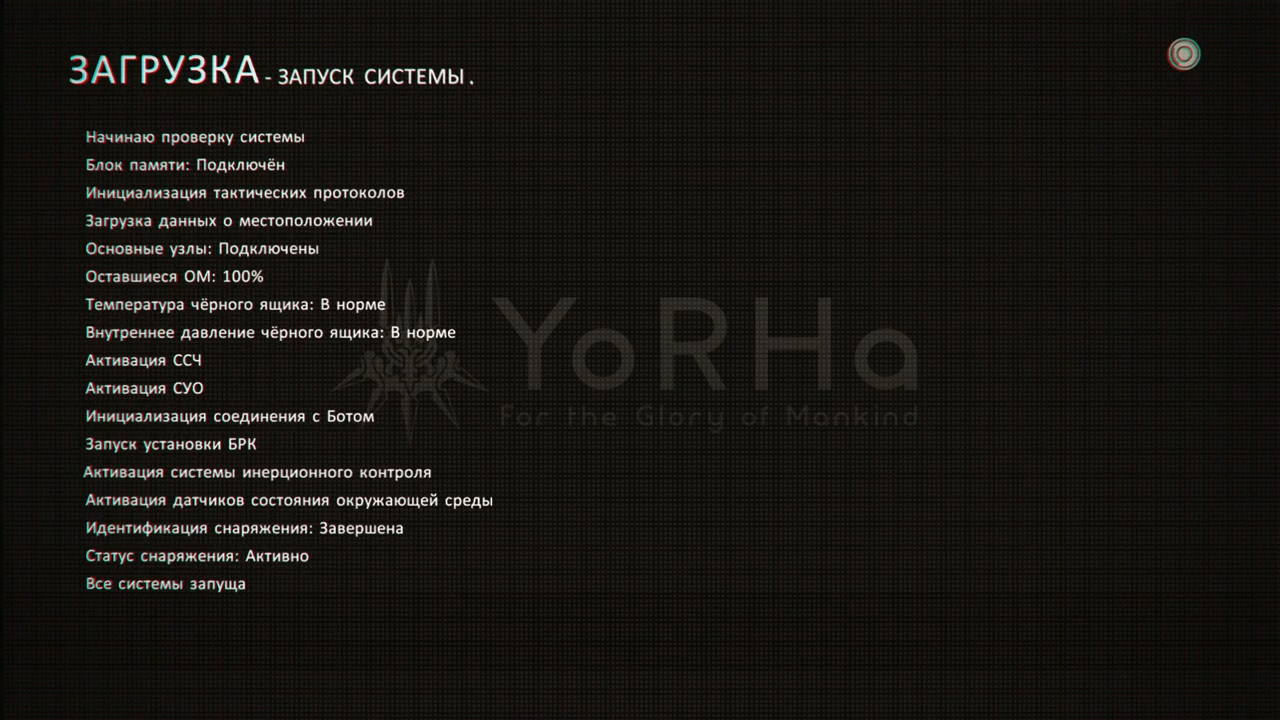 ЗАГРУЗКА - ЗАПУСК СИСТЕМЫ .
Начинаю проверку системы
Блок памяти: Подключён
Инициализация тактических протоколов
Загрузка данных о местоположении
Основные узлы: Подключены
Оставшиеся ОМ: 100%
Температура чёрного ящика: В норме
Внутреннее давление чёрного ящика: В норме
Активация ССЧ
Активация СУО
Инициализация соединения с Ботом
Запуск установки БРК
Активация системы инерционного контроля
Активация датчиков состояния окружающей среды
Идентификация снаряжения: Завершена
Статус снаряжения: Активно
Все системы запуща
YoRHa
For the Glory of Mankind